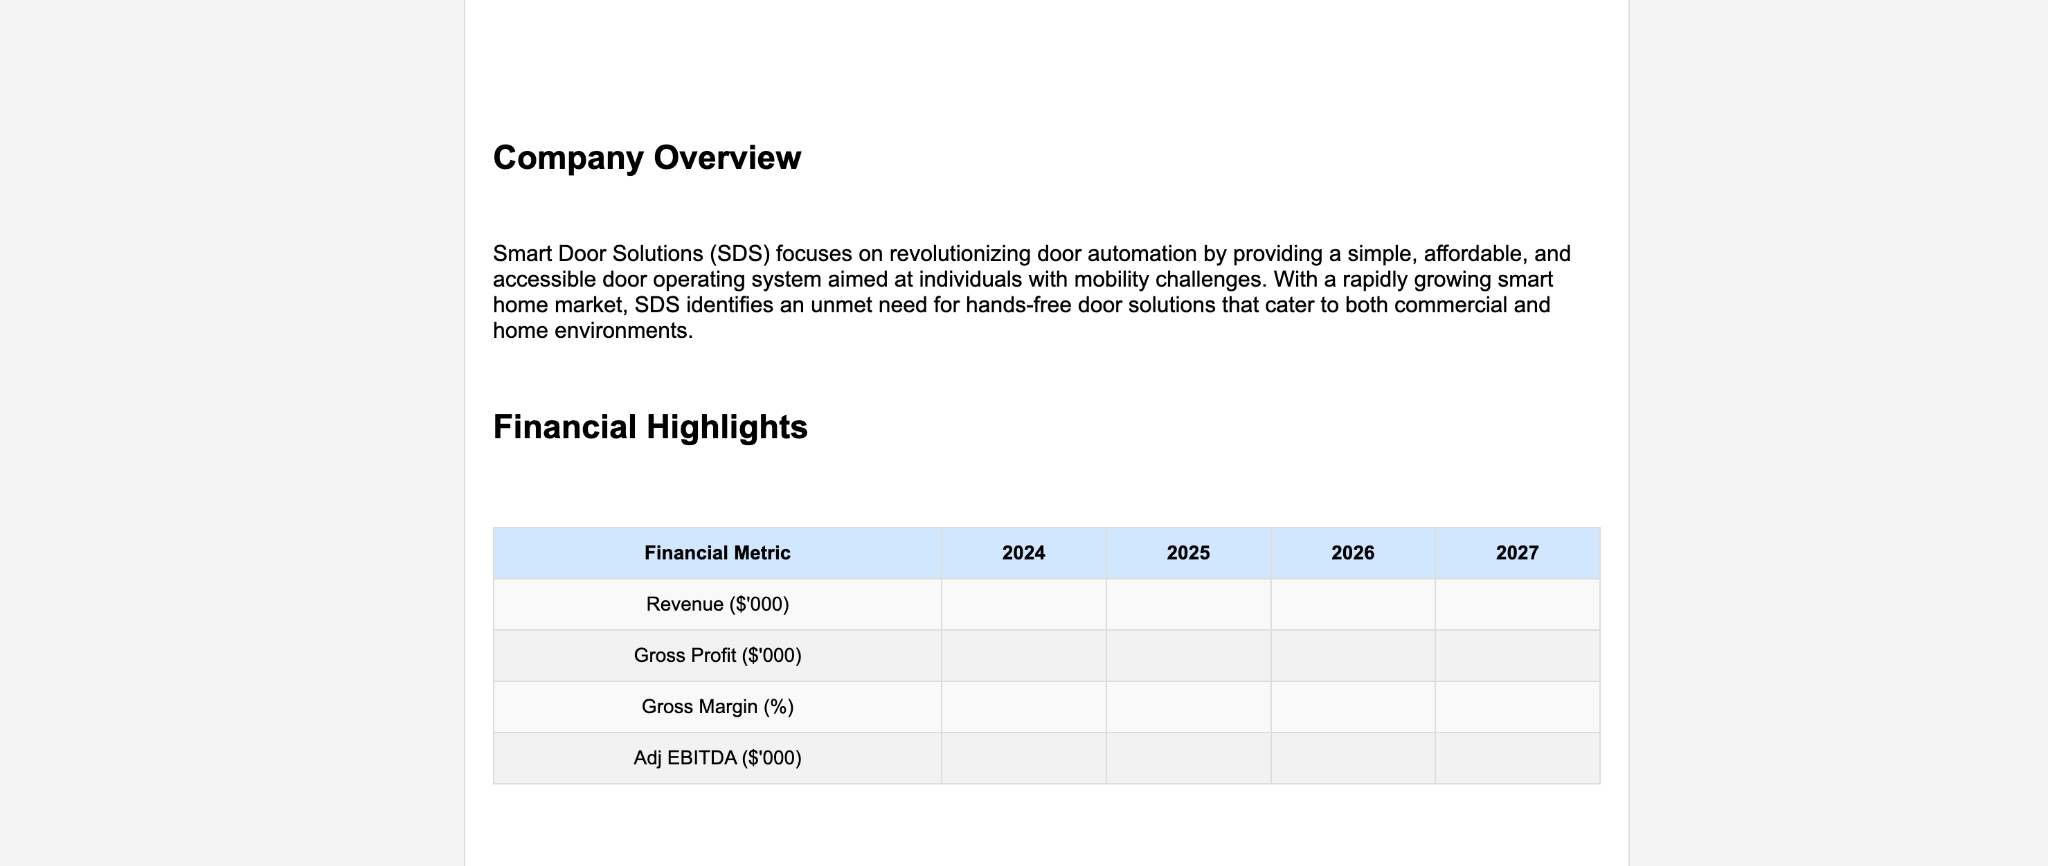 Company Overview
Smart Door Solutions (SDS) focuses on revolutionizing door automation by providing a simple, affordable, and
accessible door operating system aimed at individuals with mobility challenges. With a rapidly growing smart
home market, SDS identifies an unmet need for hands-free door solutions that cater to both commercial and
home environments.
Financial Highlights
Financial Metric 2024 2025 2026 2027
Revenue ($'000)
Gross Profit ($'000)
Gross Margin (%)
Adj EBITDA ($'000)